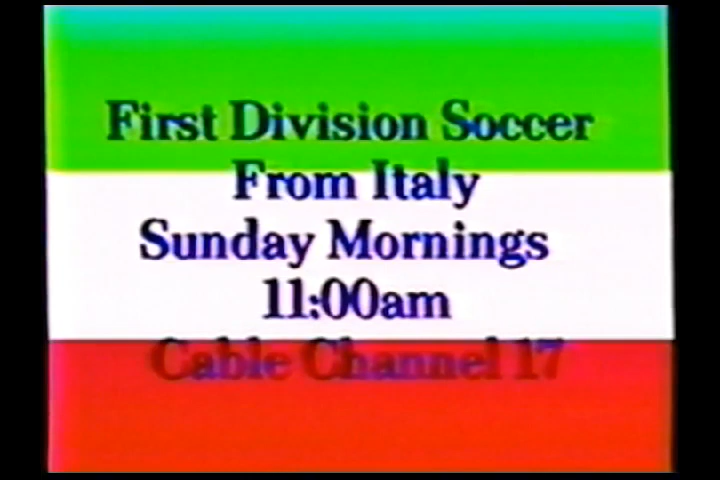 First Division Soccer
From Italy
Sunday Mornings
11:00am
Cable Channel 17